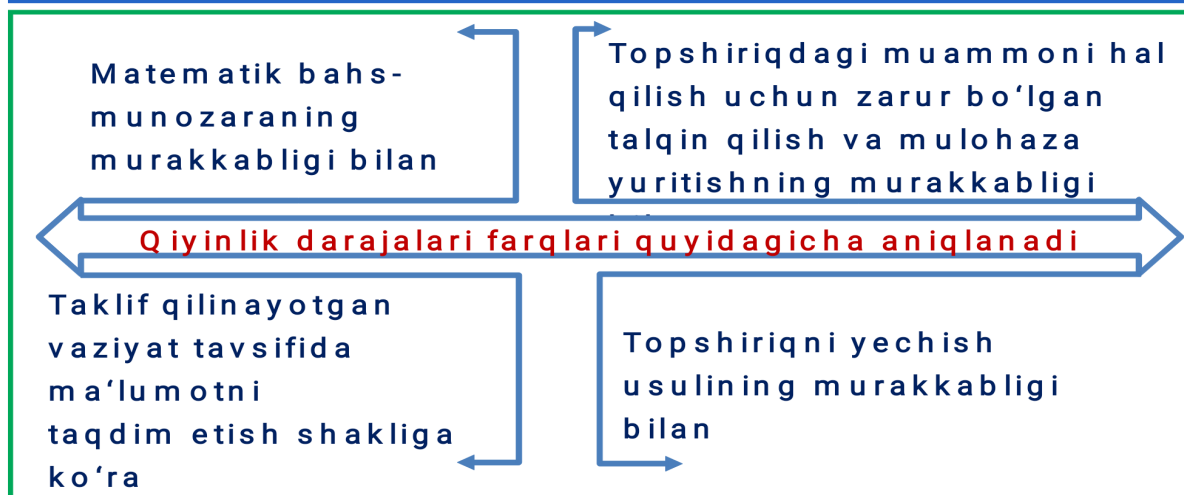 Matematik bahs-
munozaraning
murakkabligi bilan
Topshiriqdagi muammoni hal
qilish uchun zarur bo‘lgan
talqin qilish va mulohaza
yuritishning murakkabligi
Qiyinlik darajalari farqlari quyidagicha aniqlanadi
Taklif qilinayotgan
vaziyat tavsifida
ma‘lumotni
taqdim etish shakliga
ko‘ra
Topshiriqni yechish
usulining murakkabligi
bilan